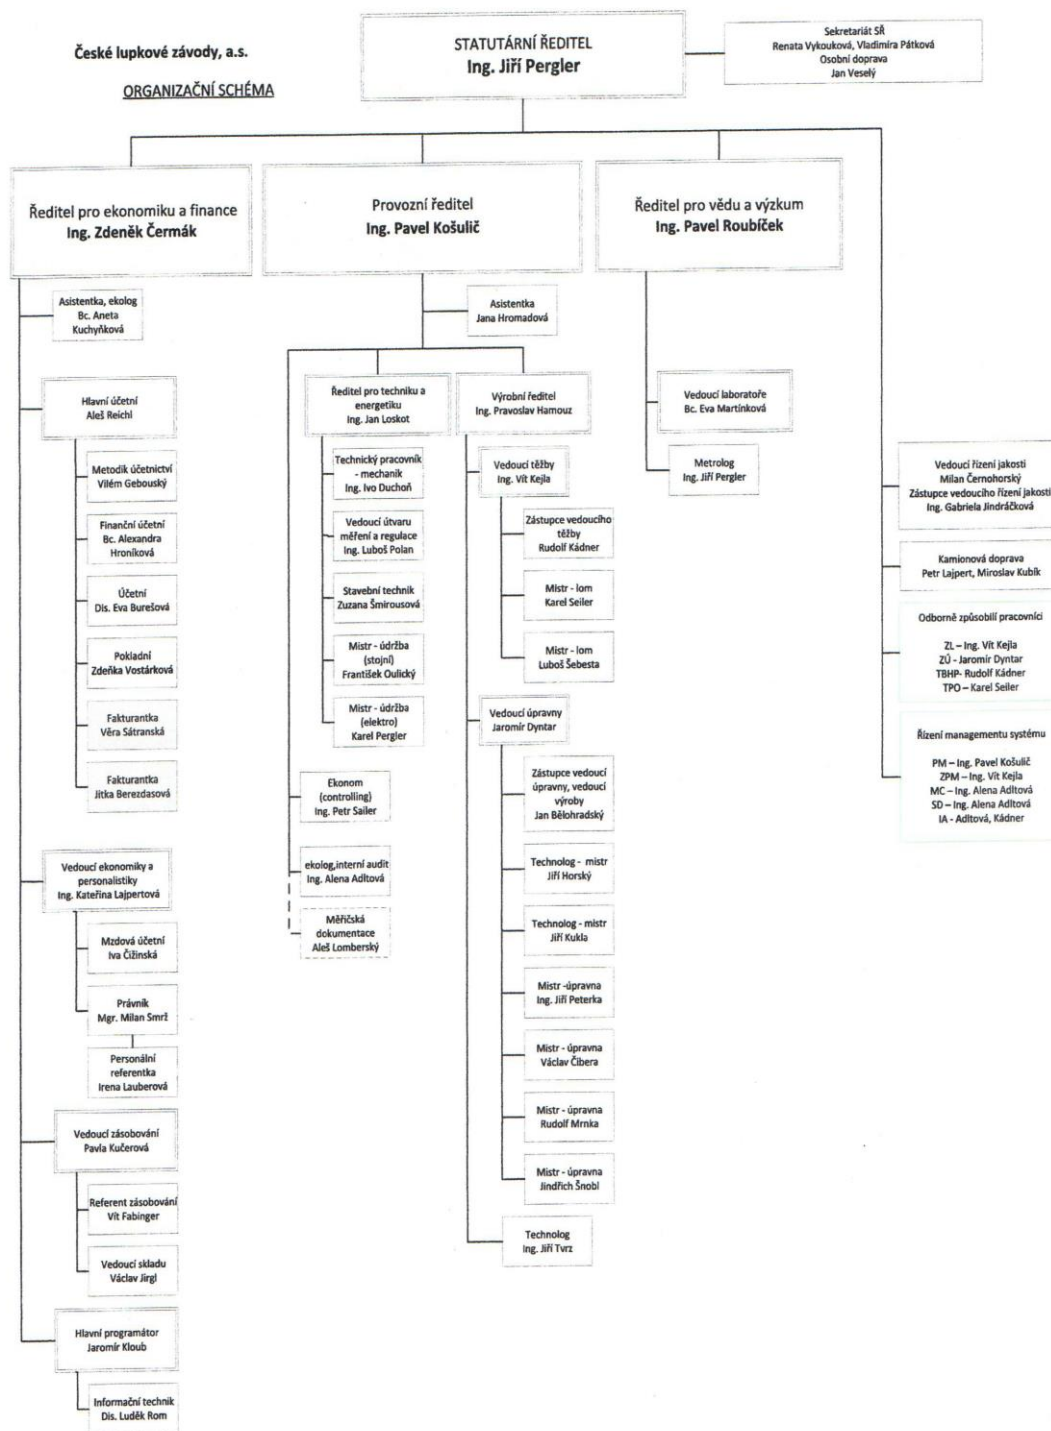 České lupkové závody, a.s.
ORGANIZAČNÍ SCHÉMA
STATUTÁRNÍ ŘEDITEL
Ing. Jiří Pergler
Sekretariát SŘ
Renata Vykouková, Vladimíra Pátková
Osobní doprava
Jan Veselý
Ředitel pro ekonomiku a finance
Ing. Zdeněk Čermák
Provozní ředitel
Ing. Pavel Košulič
Ředitel pro vědu a výzkum
Ing. Pavel Roubíček
Asistentka, ekolog
Bc. Aneta
Kuchyňková
Hlavní účetní
Aleš Reichl
Metodik účetnictví
Vilém Gebouský
Finanční účetní
Bc. Alexandra
Hroníková
Účetní
Dis. Eva Burešová
Pokladní
Zdeňka Vostárková
Fakturantka
Věra Sátranská
Fakturantka
Jitka Berezdasová
Vedoucí ekonomiky a
personalistiky
Ing. Kateřina Lajpertová
Mzdová účetní
Iva Čižinská
Právník
Mgr. Milan Smrž
Personální
referentka
Irena Lauberová
Vedoucí zásobování
Pavla Kučerová
Referent zásobování
Vít Fabinger
Vedoucí skladu
Václav Jirgl
Hlavní programátor
Jaromír Kloub
Informační technik
Dis. Luděk Rom
Asistentka
Jana Hromadová
Ředitel pro techniku a
energetiku
Ing. Jan Loskot
Technický pracovník
- mechanik
Ing. Ivo Duchoň
Vedoucí útvaru
měření a regulace
Ing. Luboš Polan
Stavební technik
Zuzana Šmirousová
Mistr - údržba
(stojní)
František Oulický
Mistr - údržba
(elektro)
Karel Pergler
Ekonom
(controlling)
Ing. Petr Sailer
ekolog,interní audit
Ing. Alena Adltová
Měřičská
dokumentace
Aleš Lomberský
Výrobní ředitel
Ing. Pravoslav Hamouz
Vedoucí těžby
Ing. Vít Kejla
Zástupce vedoucího
těžby
Rudolf Kádner
Mistr - lom
Karel Seiler
Mistr - lom
Luboš Šebesta
Vedoucí úpravny
Jaromír Dyntar
Zástupce vedoucí
úpravny, vedoucí
výroby
Jan Bělohradský
Technolog - mistr
Jiří Horský
Technolog - mistr
Jiří Kukla
Mistr -úpravna
Ing. Jiří Peterka
Mistr - úpravna
Václav Čibera
Mistr - úpravna
Rudolf Mrnka
Mistr - úpravna
Jindřich Šnobl
Technolog
Ing. Jiří Tvrz
Vedoucí laboratoře
Bc. Eva Martínková
Metrolog
Ing. Jiří Pergler
Vedoucí řízení jakosti
Milan Černohorský
Zástupce vedoucího řízení jakosti
Ing. Gabriela Jindráčková
Kamionová doprava
Petr Lajpert, Miroslav Kubík
Odborně způsobilí pracovníci
ZL – Ing. Vít Kejla
ZÚ - Jaromír Dyntar
TBHP- Rudolf Kádner
TPO – Karel Seiler
Řízení managementu systému
PM – Ing. Pavel Košulič
ZPM – Ing. Vít Kejla
MC – Ing. Alena Adltová
SD – Ing. Alena Adltová
IA - Adltová, Kádner